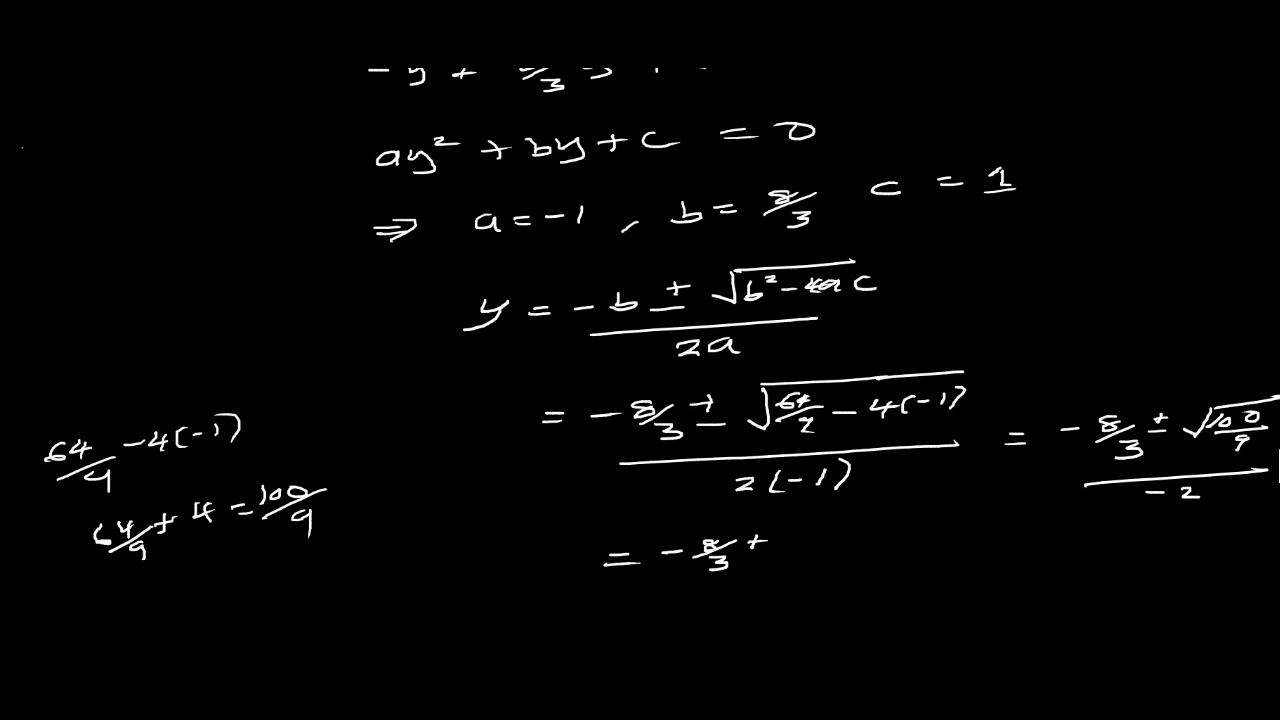 ay² + by + c = 0
⇒ a = -1 , b = 8/3 c = 1
y = (-b ± √(b² - 4ac)) / 2a
= (-8/3 ± √(64/9 - 4(-1))) / 2(-1) = (-8/3 ± √(100/9)) / -2
64/9 - 4(-1)
64/9 + 4 = 100/9
= -8/3 +